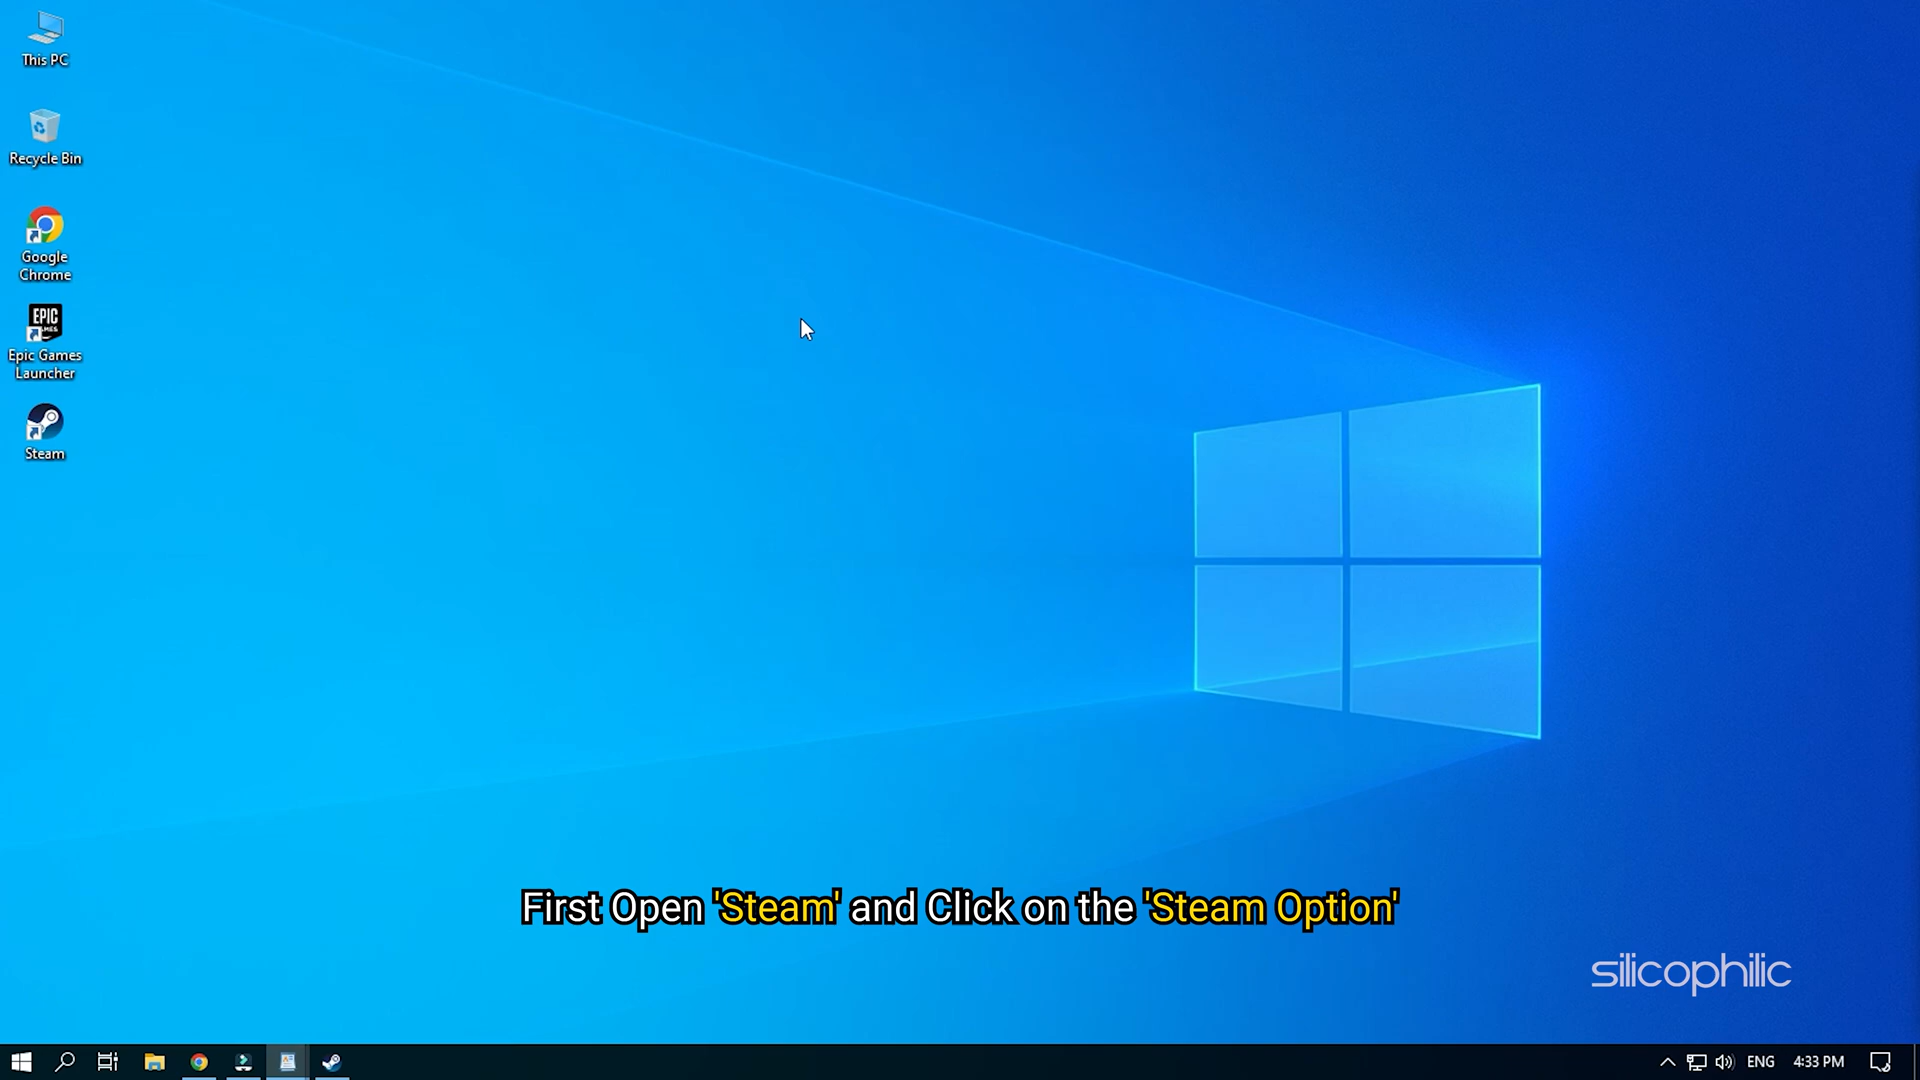 This PC
Recycle Bin
Google
Chrome
EPIC
Epic Games
Launcher
Steam
First Open 'Steam' and Click on the 'Steam Option'
silicophilic
ENG
4:33 PM